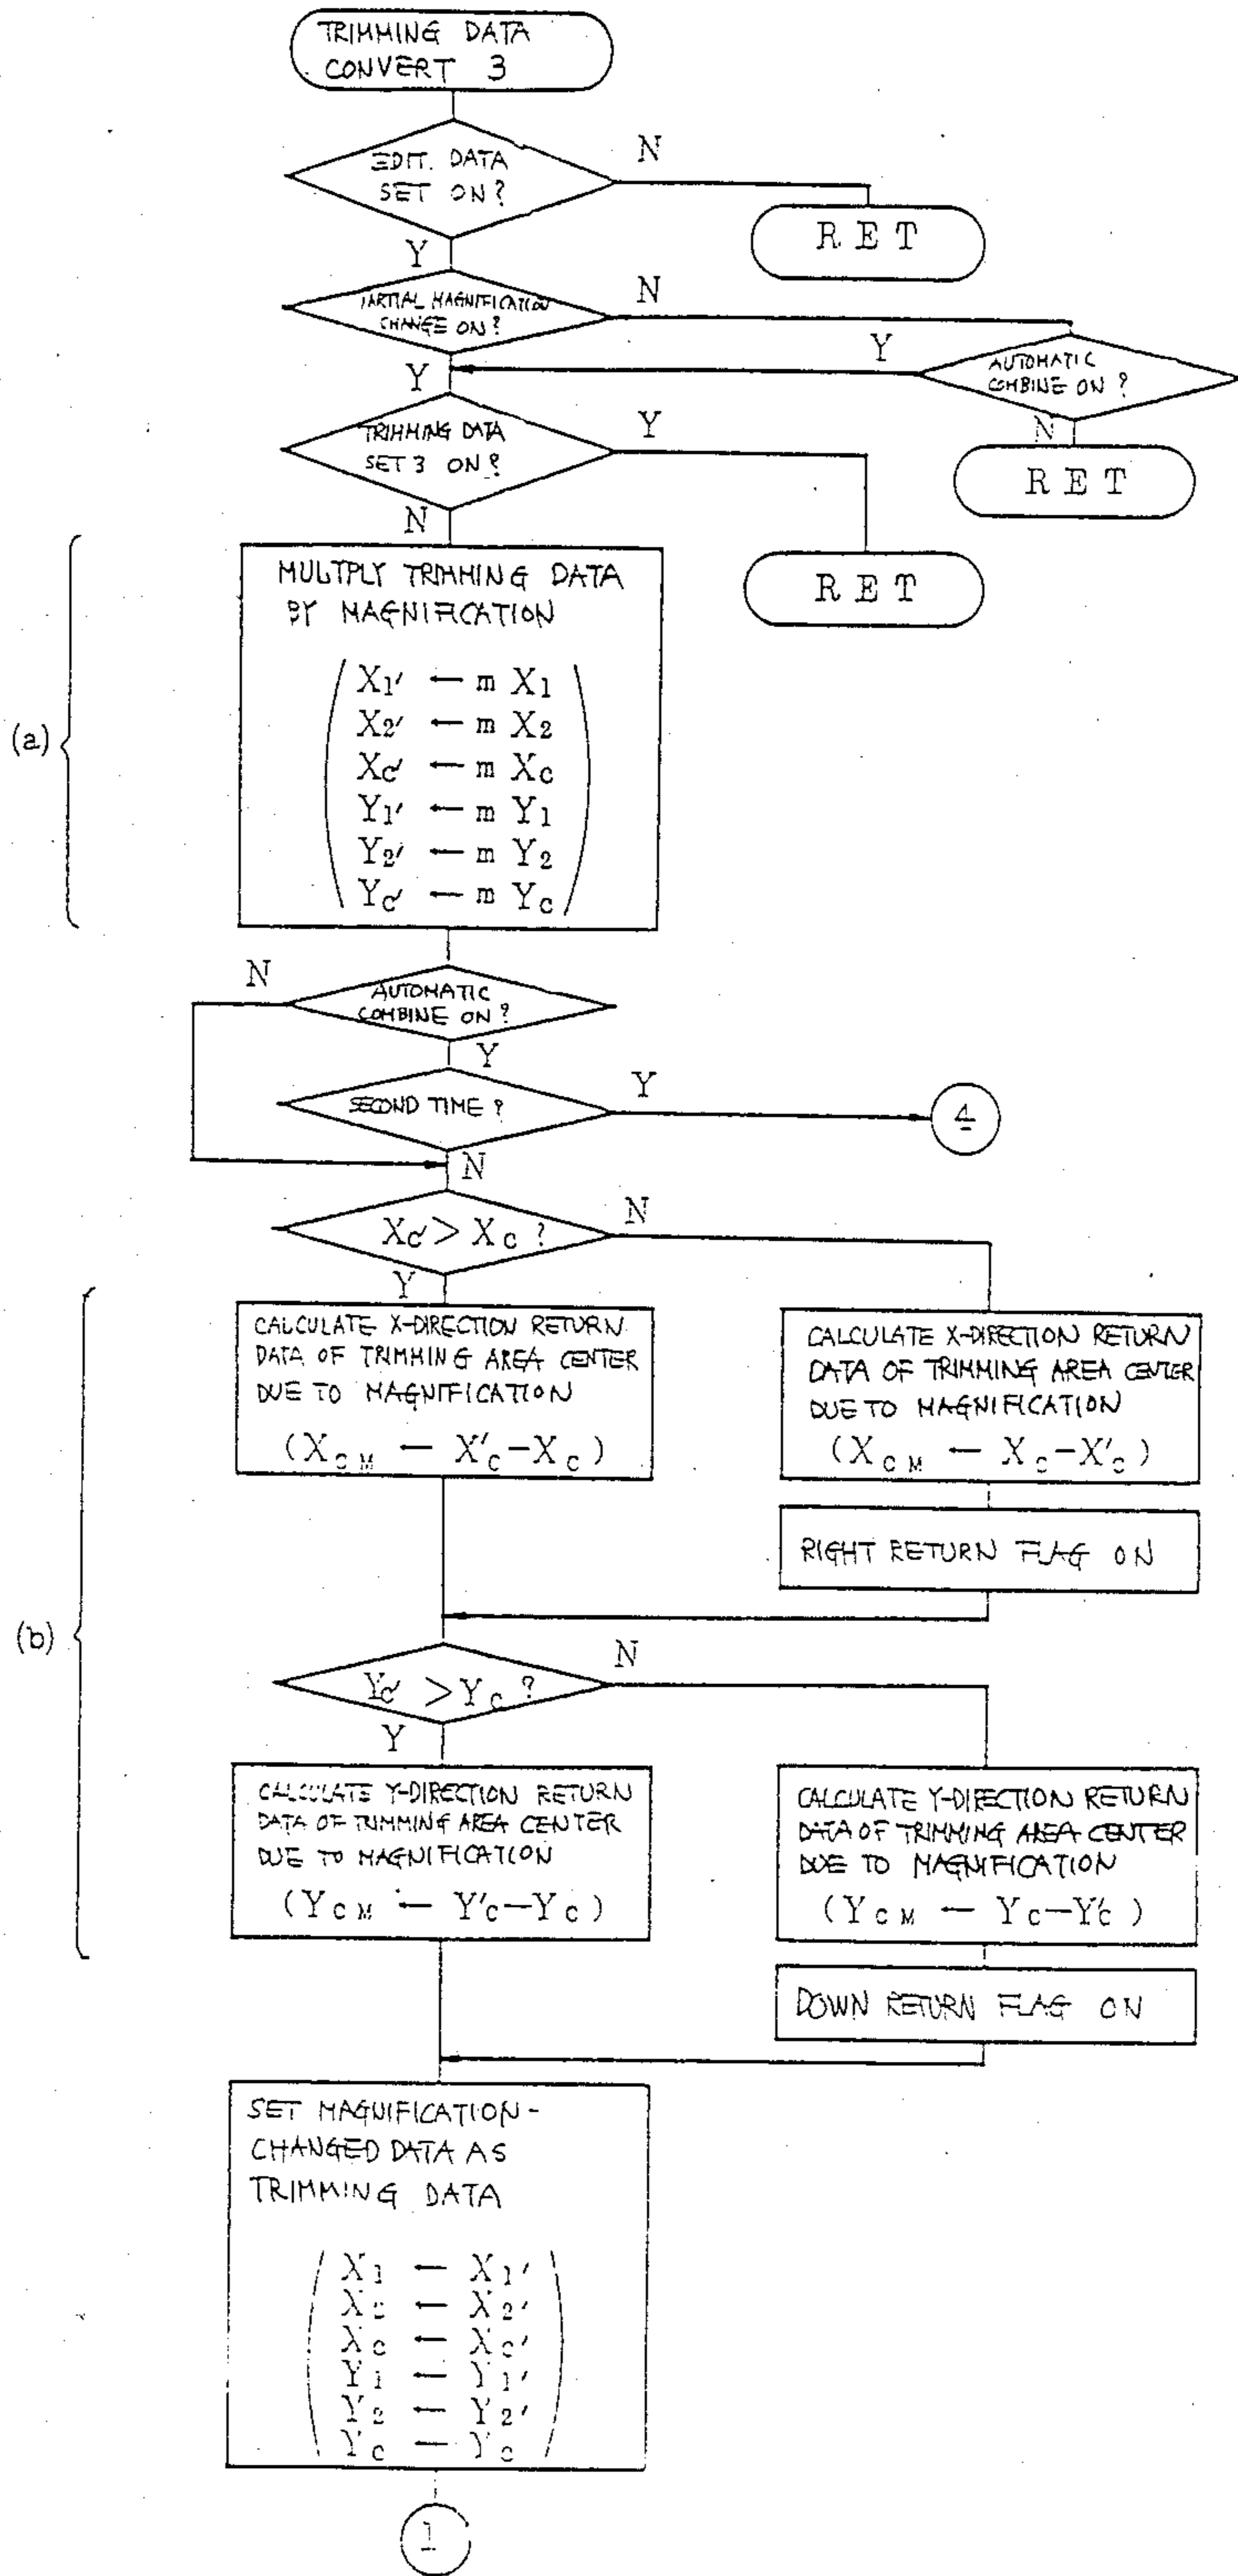 TRIMMING DATA
CONVERT 3
EDIT. DATA
SET ON?
N
RET
Y
PARTIAL MAGNIFICATION
CHANGE ON?
N
Y
AUTOMATIC
COMBINE ON?
Y
N
RET
TRIMMING DATA
SET 3 ON?
Y
RET
N
(a)
MULTPLY TRIMMING DATA
BY MAGNIFICATION
X1' ← m X1
X2' ← m X2
XC' ← m XC
Y1' ← m Y1
Y2' ← m Y2
YC' ← m YC
N
AUTOMATIC
COMBINE ON?
Y
SECOND TIME?
Y
4
N
XC' > XC ?
N
Y
(b)
CALCULATE X-DIRECTION RETURN
DATA OF TRIMMING AREA CENTER
DUE TO MAGNIFICATION
(XCM ← X'C-XC)
CALCULATE X-DIRECTION RETURN
DATA OF TRIMMING AREA CENTER
DUE TO MAGNIFICATION
(XCM ← XC-X'C)
RIGHT RETURN FLAG ON
YC' > YC ?
N
Y
CALCULATE Y-DIRECTION RETURN
DATA OF TRIMMING AREA CENTER
DUE TO MAGNIFICATION
(YCM ← Y'C-YC)
CALCULATE Y-DIRECTION RETURN
DATA OF TRIMMING AREA CENTER
DUE TO MAGNIFICATION
(YCM ← YC-Y'C)
DOWN RETURN FLAG ON
SET MAGNIFICATION-
CHANGED DATA AS
TRIMMING DATA
X1 ← X1'
X2 ← X2'
XC ← XC'
Y1 ← Y1'
Y2 ← Y2'
YC ← YC
1